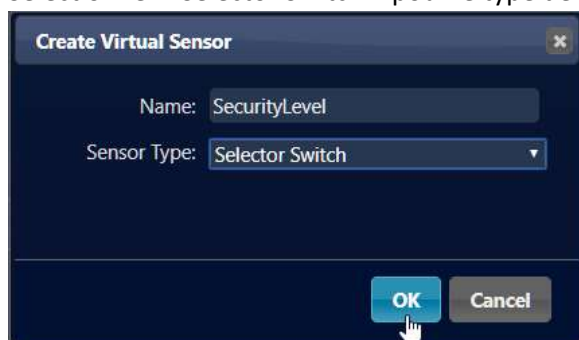 Create Virtual Sensor
Name: SecurityLevel
Sensor Type: Selector Switch
OK Cancel